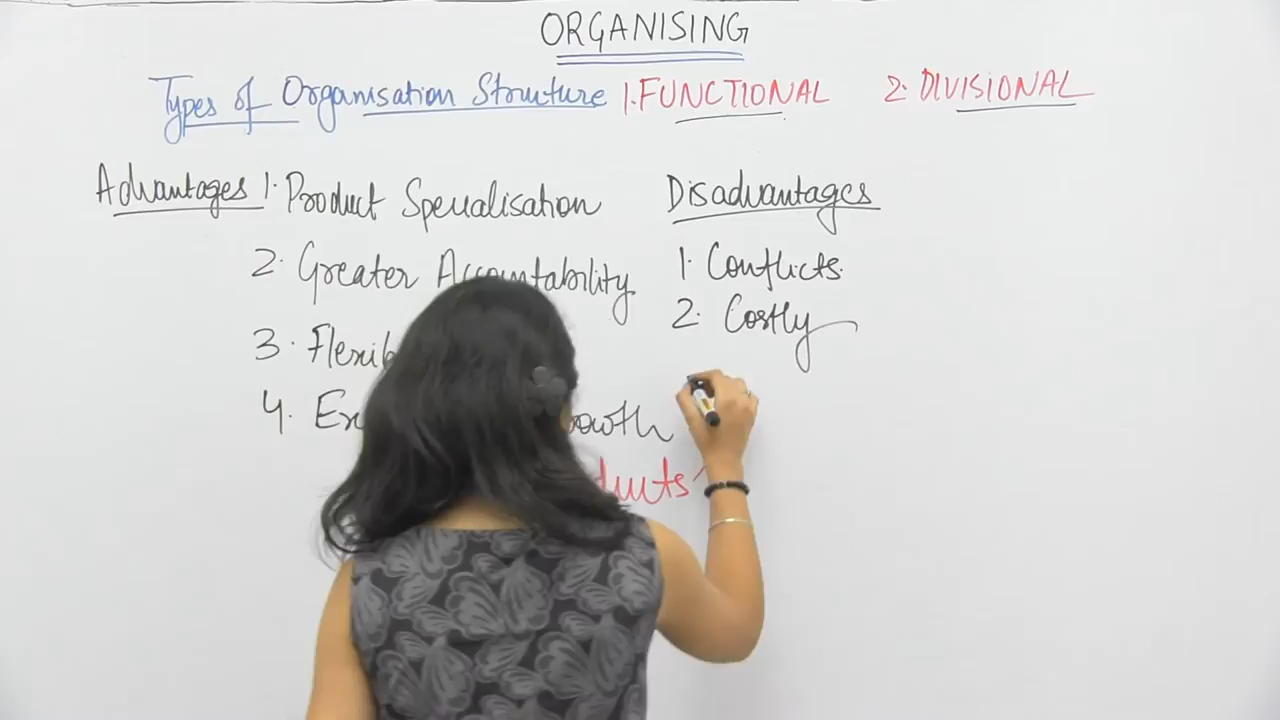 ORGANISING
Types of Organisation Structure 1. FUNCTIONAL 2. DIVISIONAL
Advantages 1. Product Specialisation
2. Greater Accountability
3.
4.
Disadvantages
1. Conflicts
2. Costly